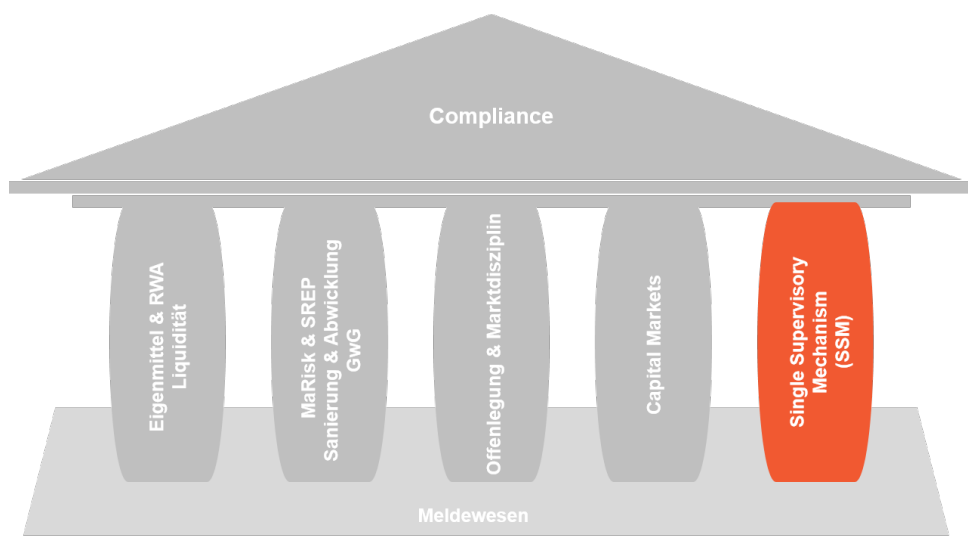 Compliance
Eigenmittel & RWA
Liquidität
MaRisk & SREP
Sanierung & Abwicklung
GwG
Offenlegung & Marktdisziplin
Capital Markets
Single Supervisory
Mechanism
(SSM)
Meldewesen